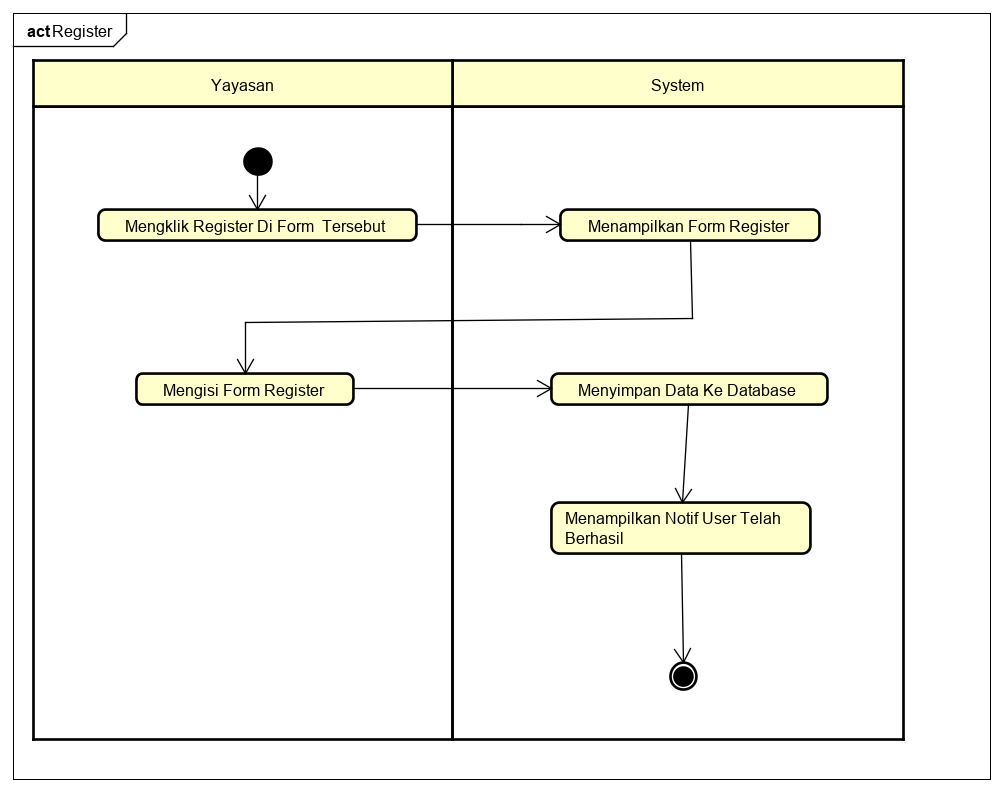 act Register
Yayasan
System
Mengklik Register Di Form  Tersebut
Menampilkan Form Register
Mengisi Form Register
Menyimpan Data Ke Database
Menampilkan Notif User Telah
Berhasil